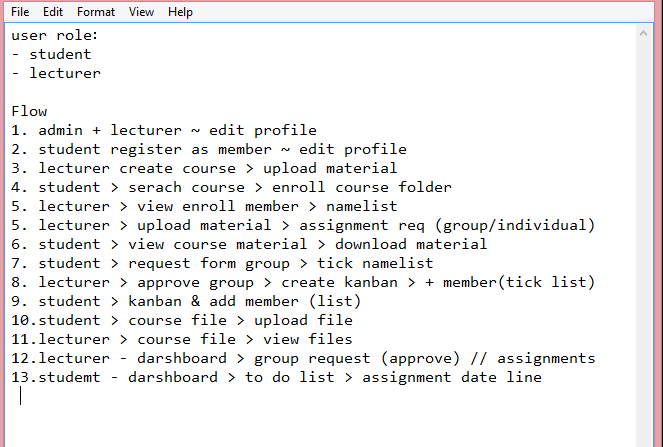 File Edit Format View Help
user role:
- student
- lecturer
Flow
1. admin + lecturer ~ edit profile
2. student register as member ~ edit profile
3. lecturer create course > upload material
4. student > serach course > enroll course folder
5. lecturer > view enroll member > namelist
5. lecturer > upload material > assignment req (group/individual)
6. student > view course material > download material
7. student > request form group > tick namelist
8. lecturer > approve group > create kanban > + member(tick list)
9. student > kanban & add member (list)
10.student > course file > upload file
11.lecturer > course file > view files
12.lecturer - darshboard > group request (approve) // assignments
13.studemt - darshboard > to do list > assignment date line